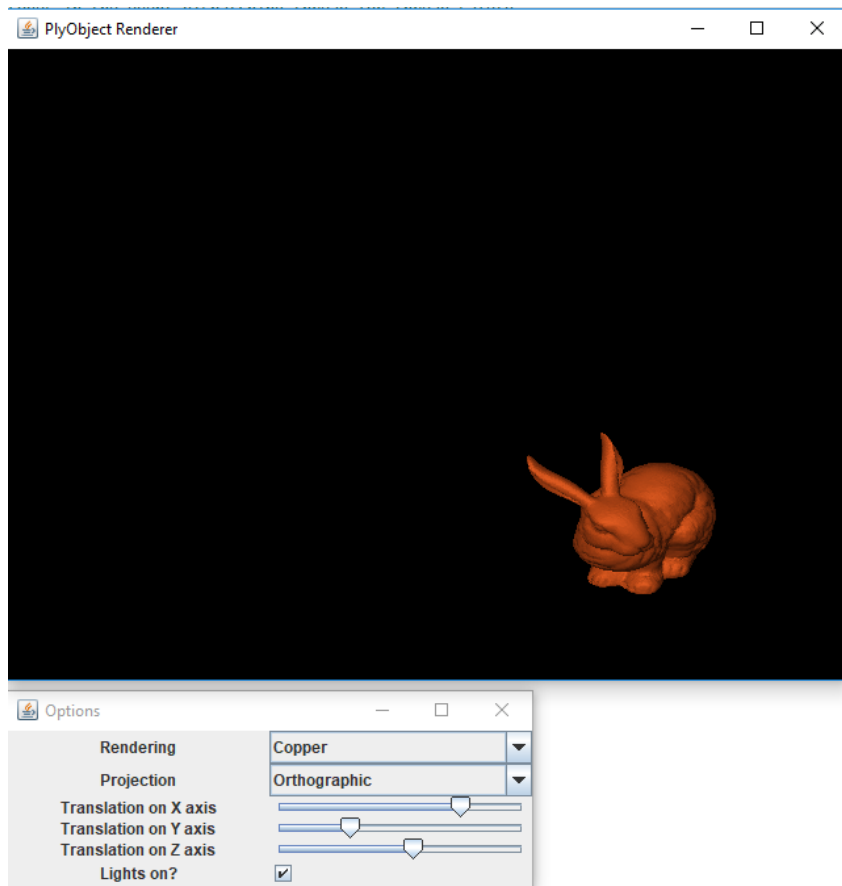 PlyObject Renderer
Options
Rendering Copper
Projection Orthographic
Translation on X axis
Translation on Y axis
Translation on Z axis
Lights on?